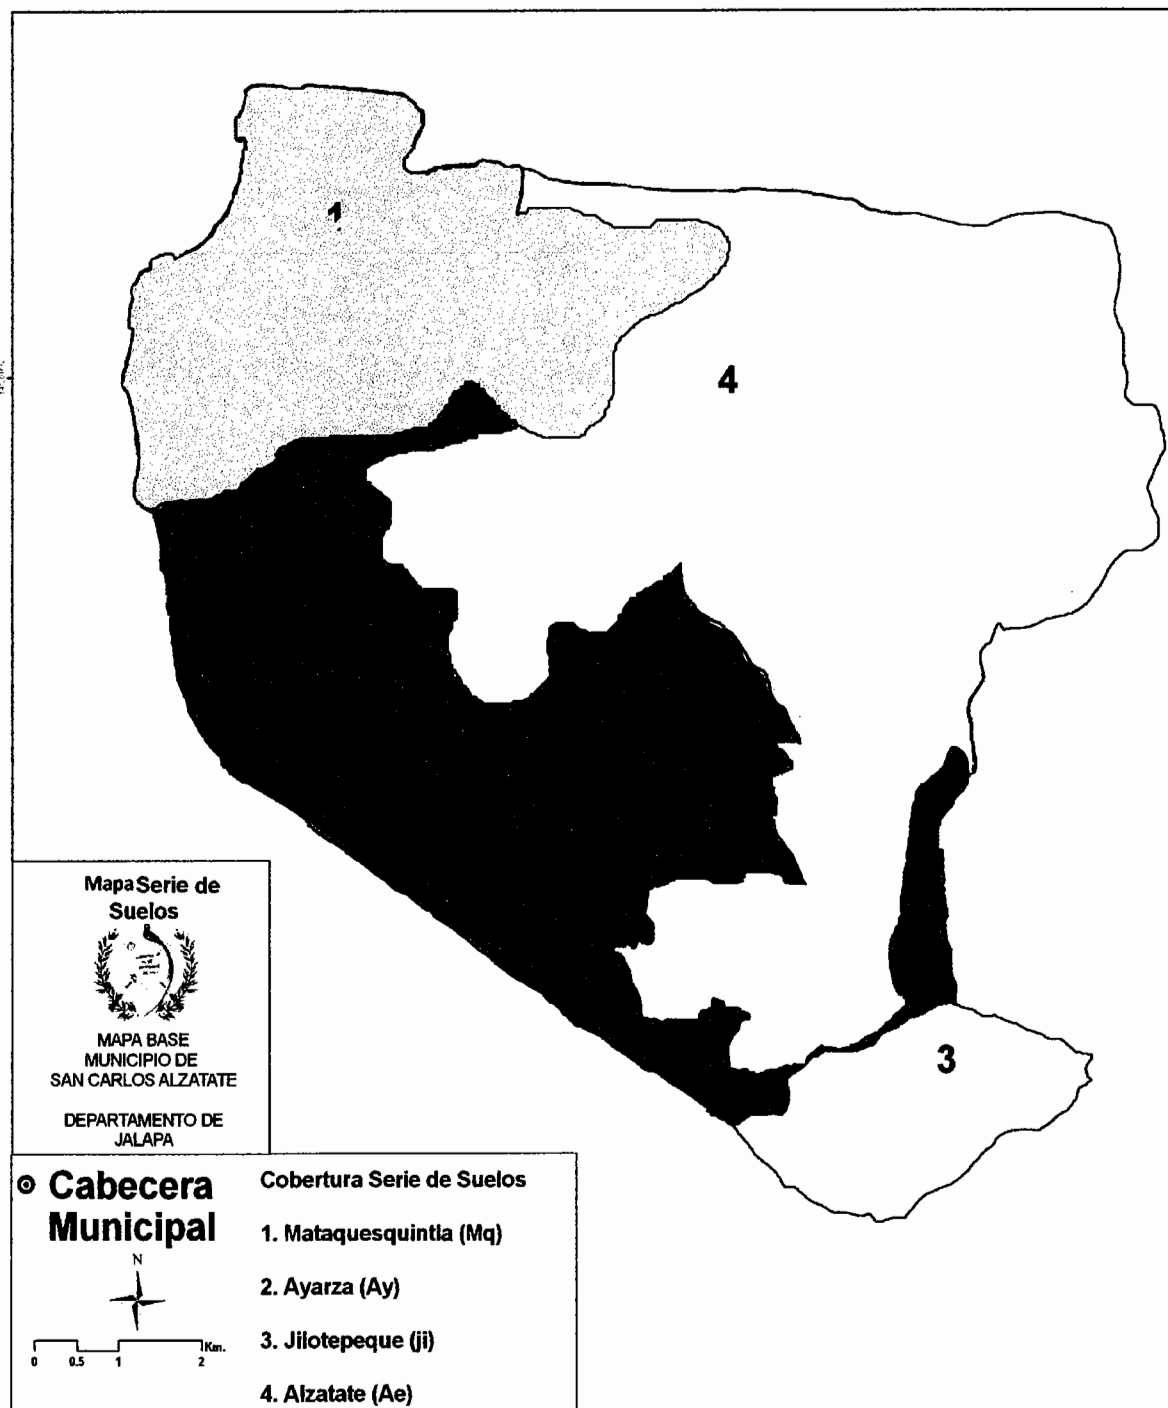 1
4
3
Mapa Serie de
Suelos
MAPA BASE
MUNICIPIO DE
SAN CARLOS ALZATATE
DEPARTAMENTO DE
JALAPA
Cabecera
Municipal
N
0 0.5 1 2 Km.
Cobertura Serie de Suelos
1. Mataquesquintla (Mq)
2. Ayarza (Ay)
3. Jilotepeque (ji)
4. Alzatate (Ae)